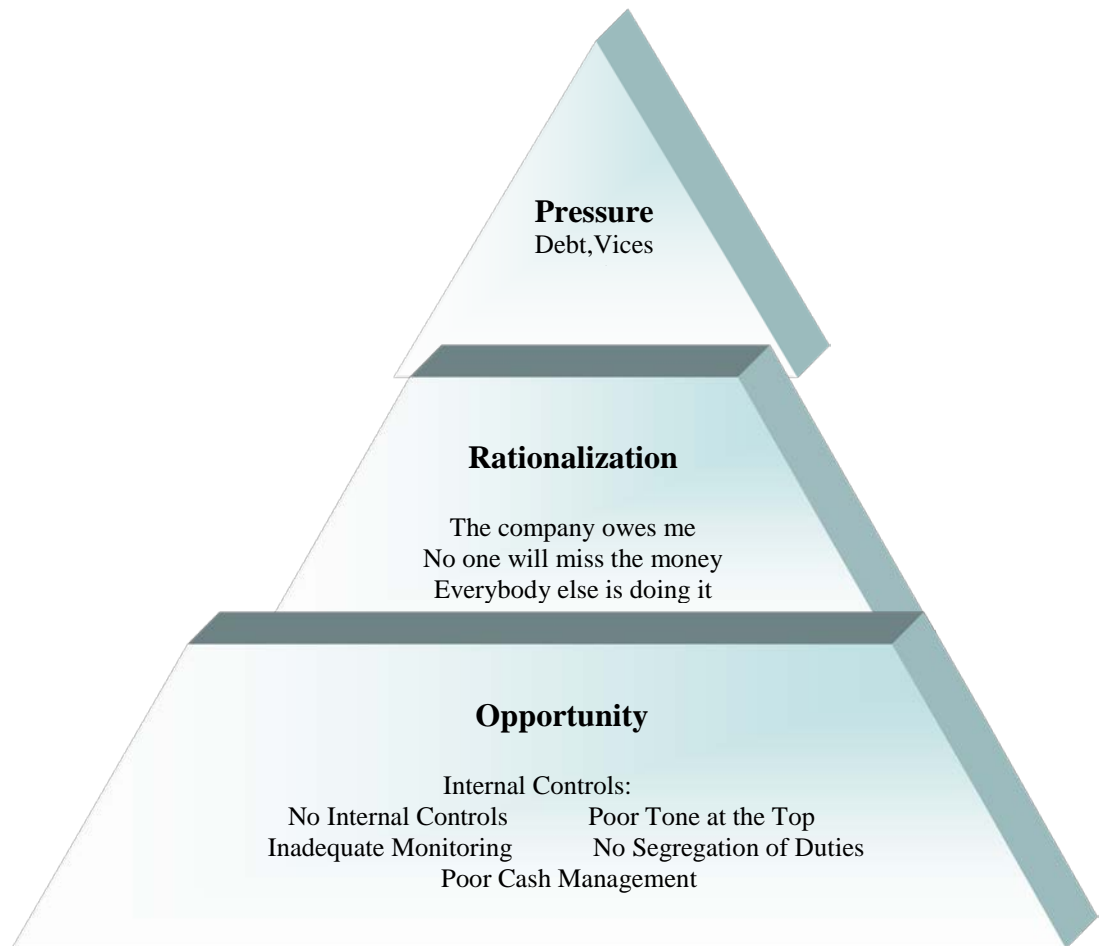 Pressure
Debt,Vices
Rationalization
The company owes me
No one will miss the money
Everybody else is doing it
Opportunity
Internal Controls:
No Internal Controls Poor Tone at the Top
Inadequate Monitoring No Segregation of Duties
Poor Cash Management